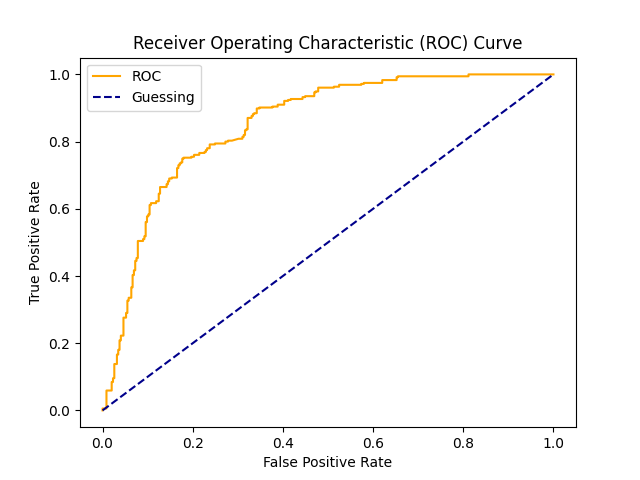 Receiver Operating Characteristic (ROC) Curve
1.0
0.8
0.6
0.4
0.2
0.0
True Positive Rate
ROC
Guessing
0.0 0.2 0.4 0.6 0.8 1.0
False Positive Rate